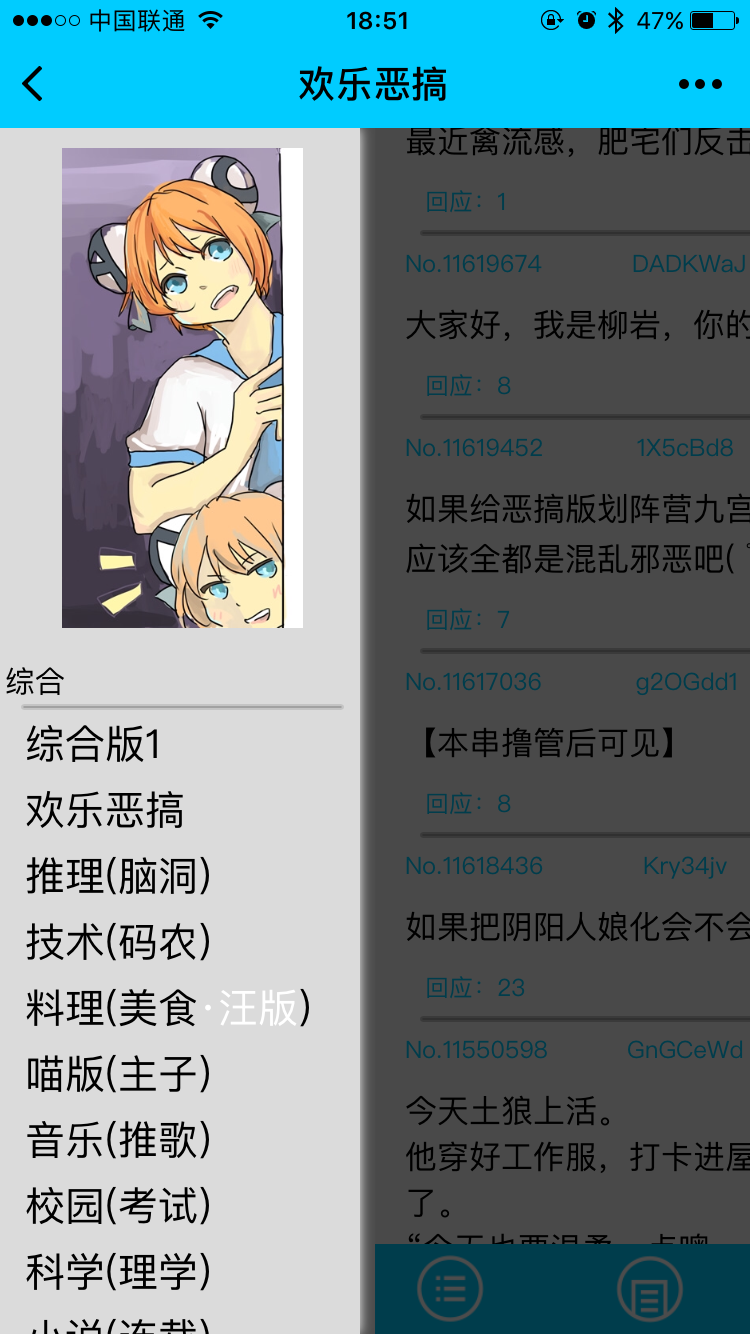 中国联通
18:51
47%
欢乐恶搞
综合
综合版1
欢乐恶搞
推理(脑洞)
技术(码农)
料理(美食·汪版)
喵版(主子)
音乐(推歌)
校园(考试)
科学(理学)
小说(连载)
最近禽流感，肥宅们反击
回应：1
No.11619674 DADKWaJ
大家好，我是柳岩，你的
回应：8
No.11619452 1X5cBd8
如果给恶搞版划阵营九宫
应该全都是混乱邪恶吧(
回应：7
No.11617036 g2OGdd1
【本串撸管后可见】
回应：8
No.11618436 Kry34jv
如果把阴阳人娘化会不会
回应：23
No.11550598 GnGCeWd
今天土狼上活。
他穿好工作服，打卡进屋
了。